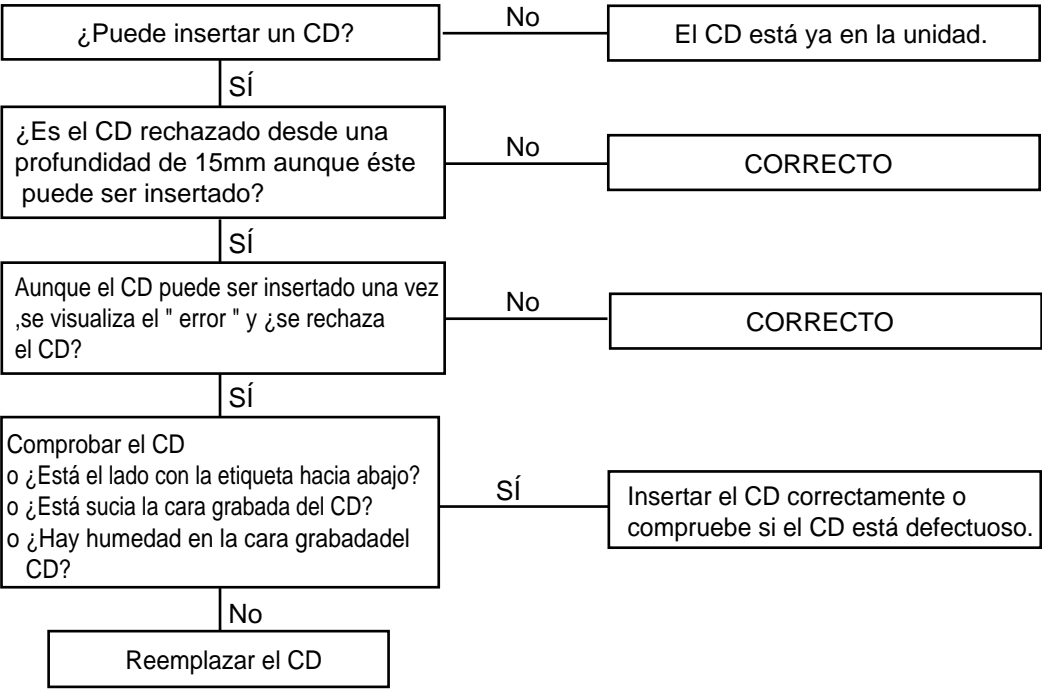 ¿Puede insertar un CD?
No
El CD está ya en la unidad.
SÍ
¿Es el CD rechazado desde una
profundidad de 15mm aunque éste
puede ser insertado?
No
CORRECTO
SÍ
Aunque el CD puede ser insertado una vez
,se visualiza el " error " y ¿se rechaza
el CD?
No
CORRECTO
SÍ
Comprobar el CD
o ¿Está el lado con la etiqueta hacia abajo?
o ¿Está sucia la cara grabada del CD?
o ¿Hay humedad en la cara grabadadel
CD?
SÍ
Insertar el CD correctamente o
compruebe si el CD está defectuoso.
No
Reemplazar el CD